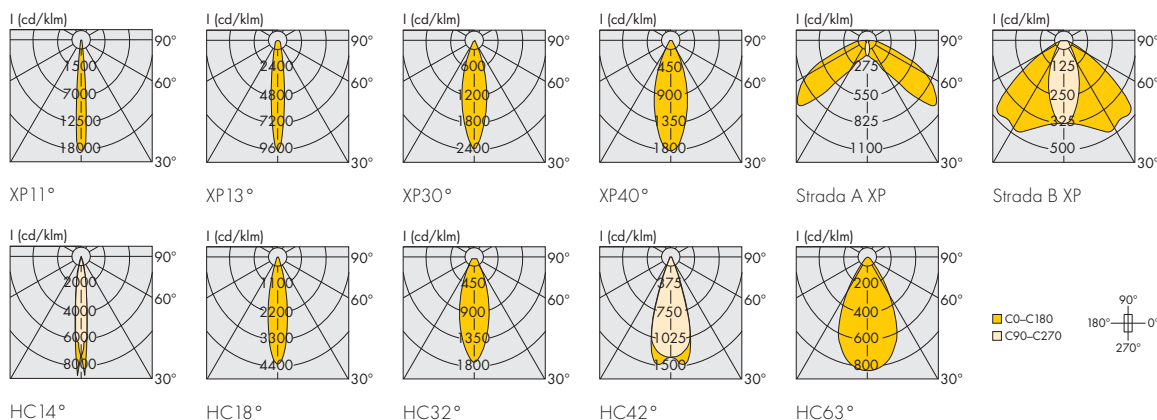 I (cd/klm) I (cd/klm) I (cd/klm) I (cd/klm) I (cd/klm) I (cd/klm)
90° 90° 90° 90° 90° 90°
1500 2400 600 450 275 125
60° 60° 60° 60° 60° 60°
7000 4800 1200 900 550 250
12500 7200 1800 1350 825 325
18000 9600 2400 1800 1100 500
30° 30° 30° 30° 30° 30°
XP11° XP13° XP30° XP40° Strada A XP Strada B XP
I (cd/klm) I (cd/klm) I (cd/klm) I (cd/klm) I (cd/klm)
90° 90° 90° 90° 90°
2000 1100 450 375 200
60° 60° 60° 60° 60°
4000 2200 900 750 400
6000 3300 1350 1025 600
8000 4400 1800 1500 800
30° 30° 30° 30° 30°
HC14° HC18° HC32° HC42° HC63°
C0–C180
C90–C270
90°
180° 0°
270°